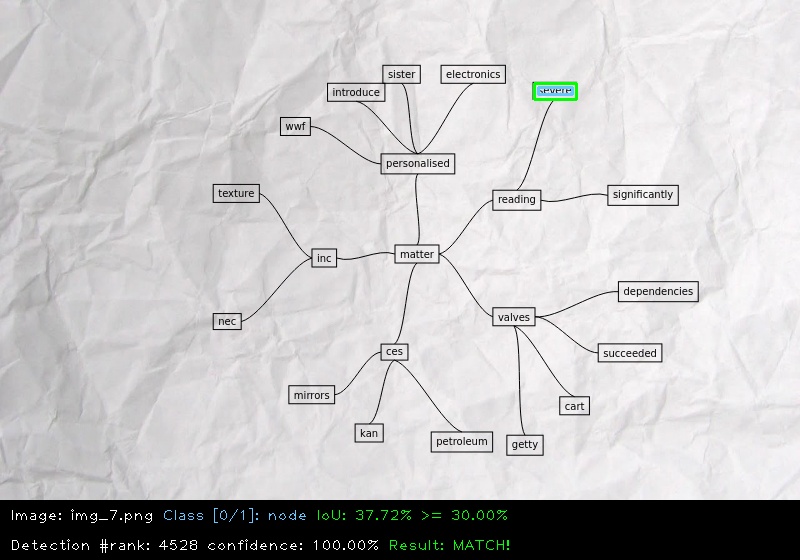 sister
electronics
introduce
severe
wwf
personalised
texture
reading
significantly
inc
matter
dependencies
nec
valves
ces
succeeded
mirrors
cart
kan
petroleum
getty
Image: img_7.png Class [0/1]: node IoU: 37.72% >= 30.00%
Detection #rank: 4528 confidence: 100.00% Result: MATCH!